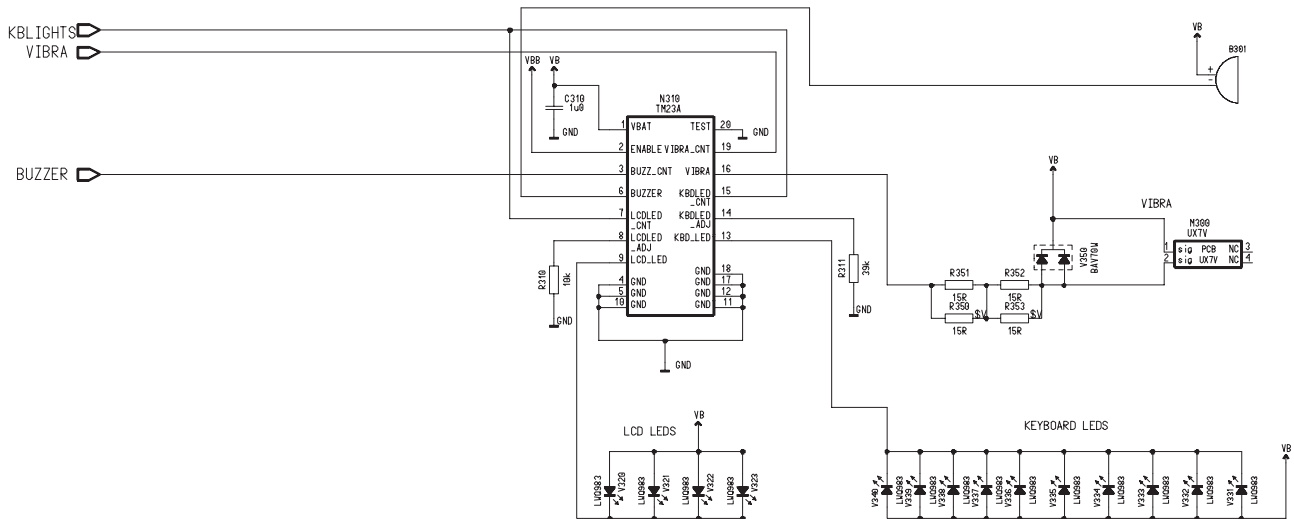 KBLIGHTS
VIBRA
BUZZER
VBB
VB
C310
1u0
GND
N310
TM23A
1 VBAT
2 ENABLE
3 BUZZ_CNT
6 BUZZER
7 LCDLED
_CNT
8 LCDLED
_ADJ
9 LCD_LED
4 GND
5 GND
10 GND
TEST 20
VIBRA_CNT 19
VIBRA 16
KBDLED 15
_CNT
KBDLED 14
_ADJ
KBD_LED 13
GND 18
GND 17
GND 12
GND 11
GND
R310
10k
GND
GND
R311
39k
GND
VB
B301
+
-
VB
VIBRA
M300
UX7V
1 sig PCB NC 3
2 sig UX7V NC 4
V350
BAV70W
R351
15R
R352
15R
R350
15R
$V
R353
15R
$V
LCD LEDS
VB
LWQ983
V320
LWQ983
V321
LWQ983
V322
LWQ983
V323
KEYBOARD LEDS
VB
V340
LWQ983
V339
LWQ983
V338
LWQ983
V337
LWQ983
V336
LWQ983
V335
LWQ983
V334
LWQ983
V333
LWQ983
V332
LWQ983
V331
LWQ983